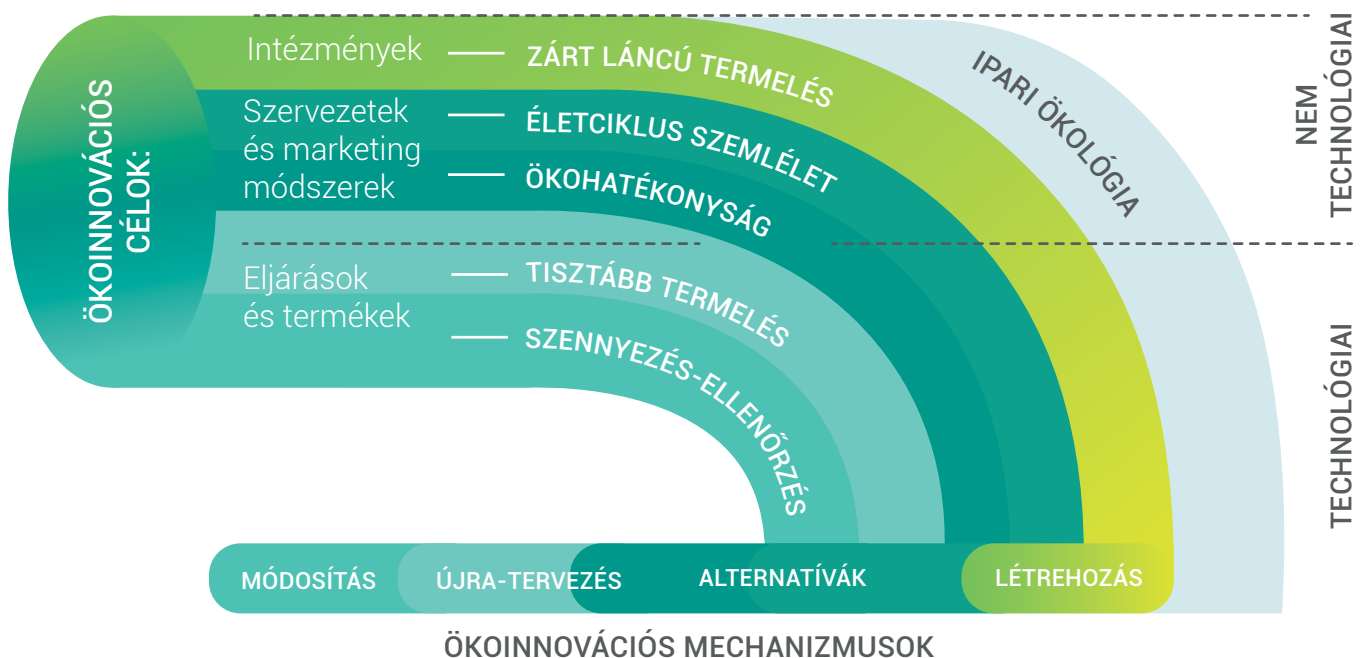 ÖKOINNOVÁCIÓS
CÉLOK:
Intézmények
ZÁRT LÁNCÚ TERMELÉS
Szervezetek
és marketing
módszerek
ÉLETCIKLUS SZEMLÉLET
ÖKOHATÉKONYSÁG
Eljárások
és termékek
TISZTÁBB TERMELÉS
SZENNYEZÉS-ELLENŐRZÉS
IPARI ÖKOLÓGIA
NEM
TECHNOLÓGIAI
TECHNOLÓGIAI
MÓDOSÍTÁS
ÚJRA-TERVEZÉS
ALTERNATÍVÁK
LÉTREHOZÁS
ÖKOINNOVÁCIÓS MECHANIZMUSOK